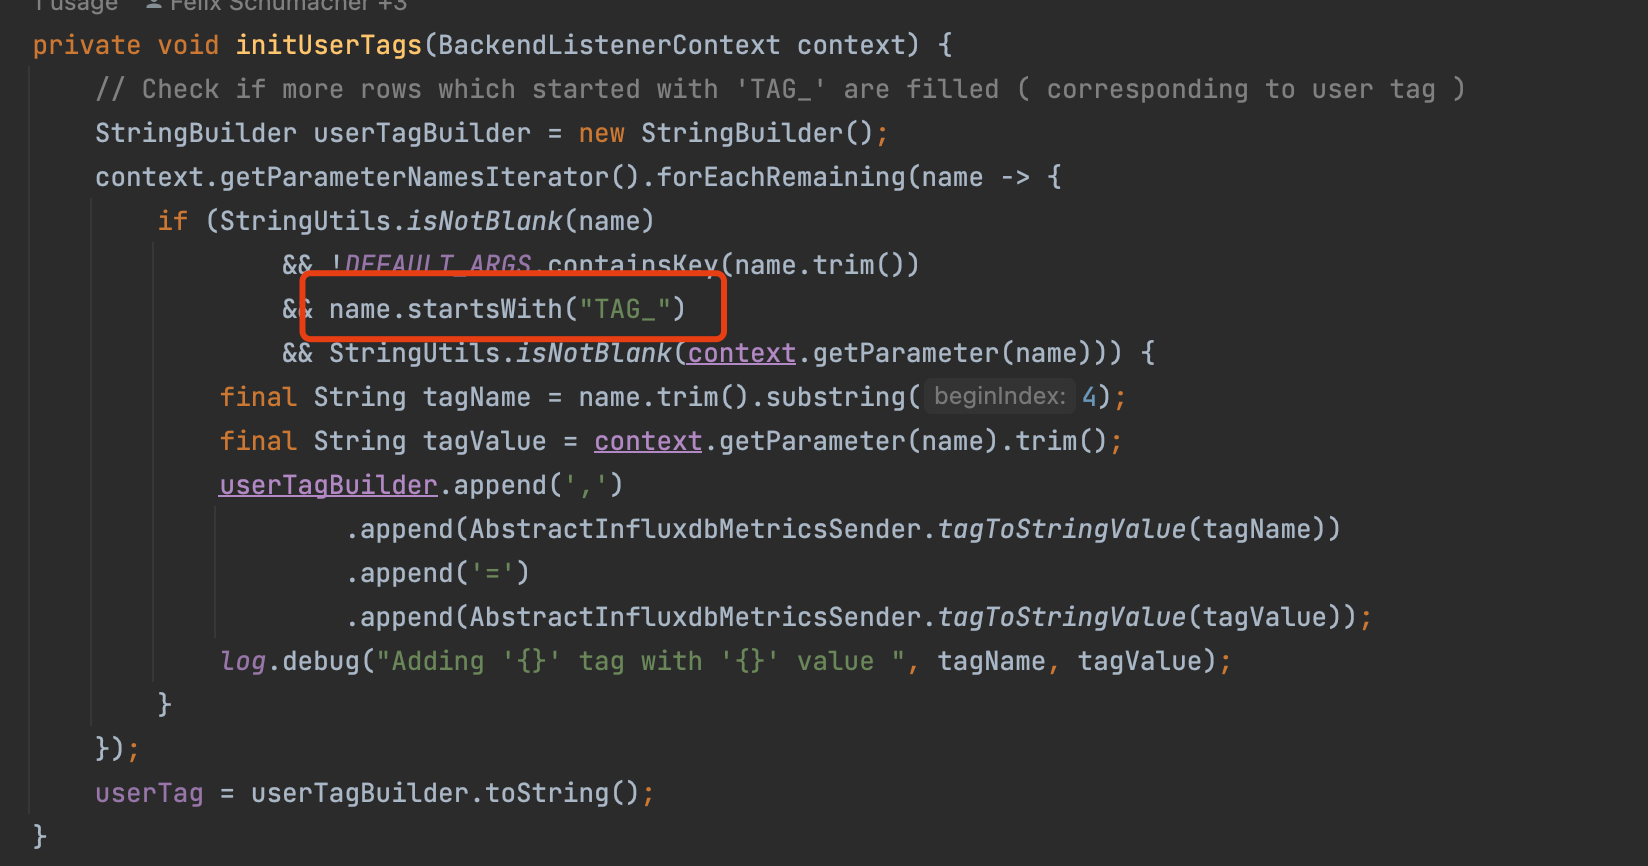 1 usage Felix Schumacher +3
private void initUserTags(BackendListenerContext context) {
// Check if more rows which started with 'TAG_' are filled ( corresponding to user tag )
StringBuilder userTagBuilder = new StringBuilder();
context.getParameterNamesIterator().forEachRemaining(name -> {
if (StringUtils.isNotBlank(name)
&& !DEFAULT_ARGS.containsKey(name.trim())
&& name.startsWith("TAG_")
&& StringUtils.isNotBlank(context.getParameter(name))) {
final String tagName = name.trim().substring( beginIndex: 4);
final String tagValue = context.getParameter(name).trim();
userTagBuilder.append(',')
.append(AbstractInfluxdbMetricsSender.tagToStringValue(tagName))
.append('=')
.append(AbstractInfluxdbMetricsSender.tagToStringValue(tagValue));
log.debug("Adding '{}' tag with '{}' value ", tagName, tagValue);
}
});
userTag = userTagBuilder.toString();
}